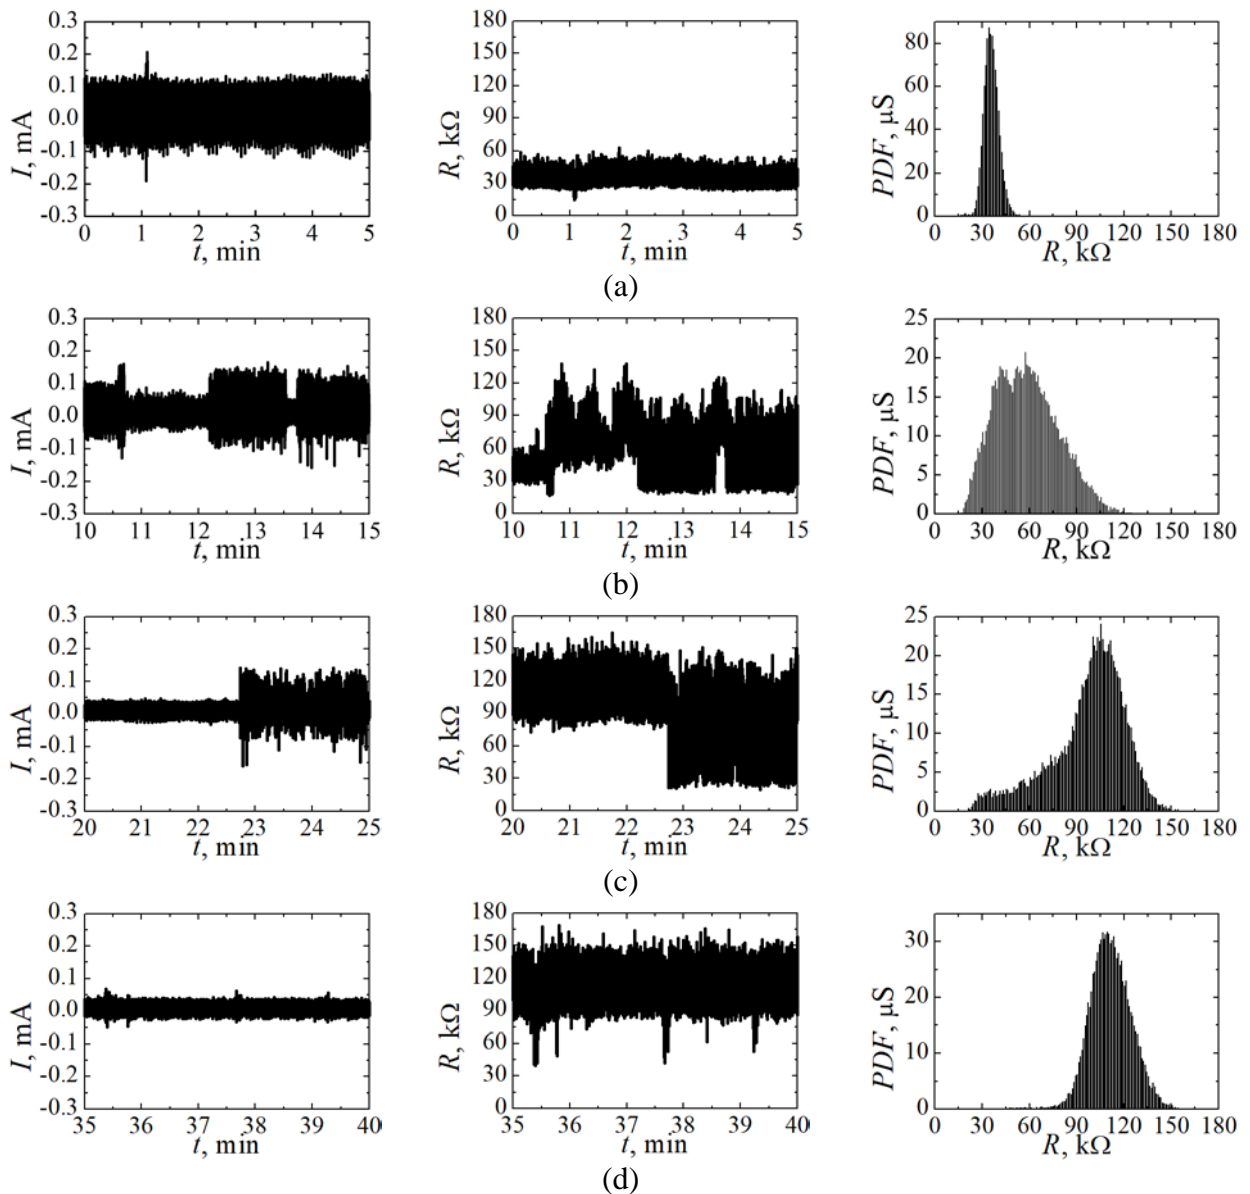 0.3
0.2
0.1
0.0
-0.1
-0.2
-0.3
I, mA
0 1 2 3 4 5
t, min
180
150
120
90
60
30
0
R, kΩ
0 1 2 3 4 5
t, min
80
60
40
20
0
PDF, μS
0 30 60 90 120 150 180
R, kΩ
(a)
0.3
0.2
0.1
0.0
-0.1
-0.2
-0.3
I, mA
10 11 12 13 14 15
t, min
180
150
120
90
60
30
0
R, kΩ
10 11 12 13 14 15
t, min
25
20
15
10
5
0
PDF, μS
0 30 60 90 120 150 180
R, kΩ
(b)
0.3
0.2
0.1
0.0
-0.1
-0.2
-0.3
I, mA
20 21 22 23 24 25
t, min
180
150
120
90
60
30
0
R, kΩ
20 21 22 23 24 25
t, min
25
20
15
10
5
0
PDF, μS
0 30 60 90 120 150 180
R, kΩ
(c)
0.3
0.2
0.1
0.0
-0.1
-0.2
-0.3
I, mA
35 36 37 38 39 40
t, min
180
150
120
90
60
30
0
R, kΩ
35 36 37 38 39 40
t, min
30
20
10
0
PDF, μS
0 30 60 90 120 150 180
R, kΩ
(d)